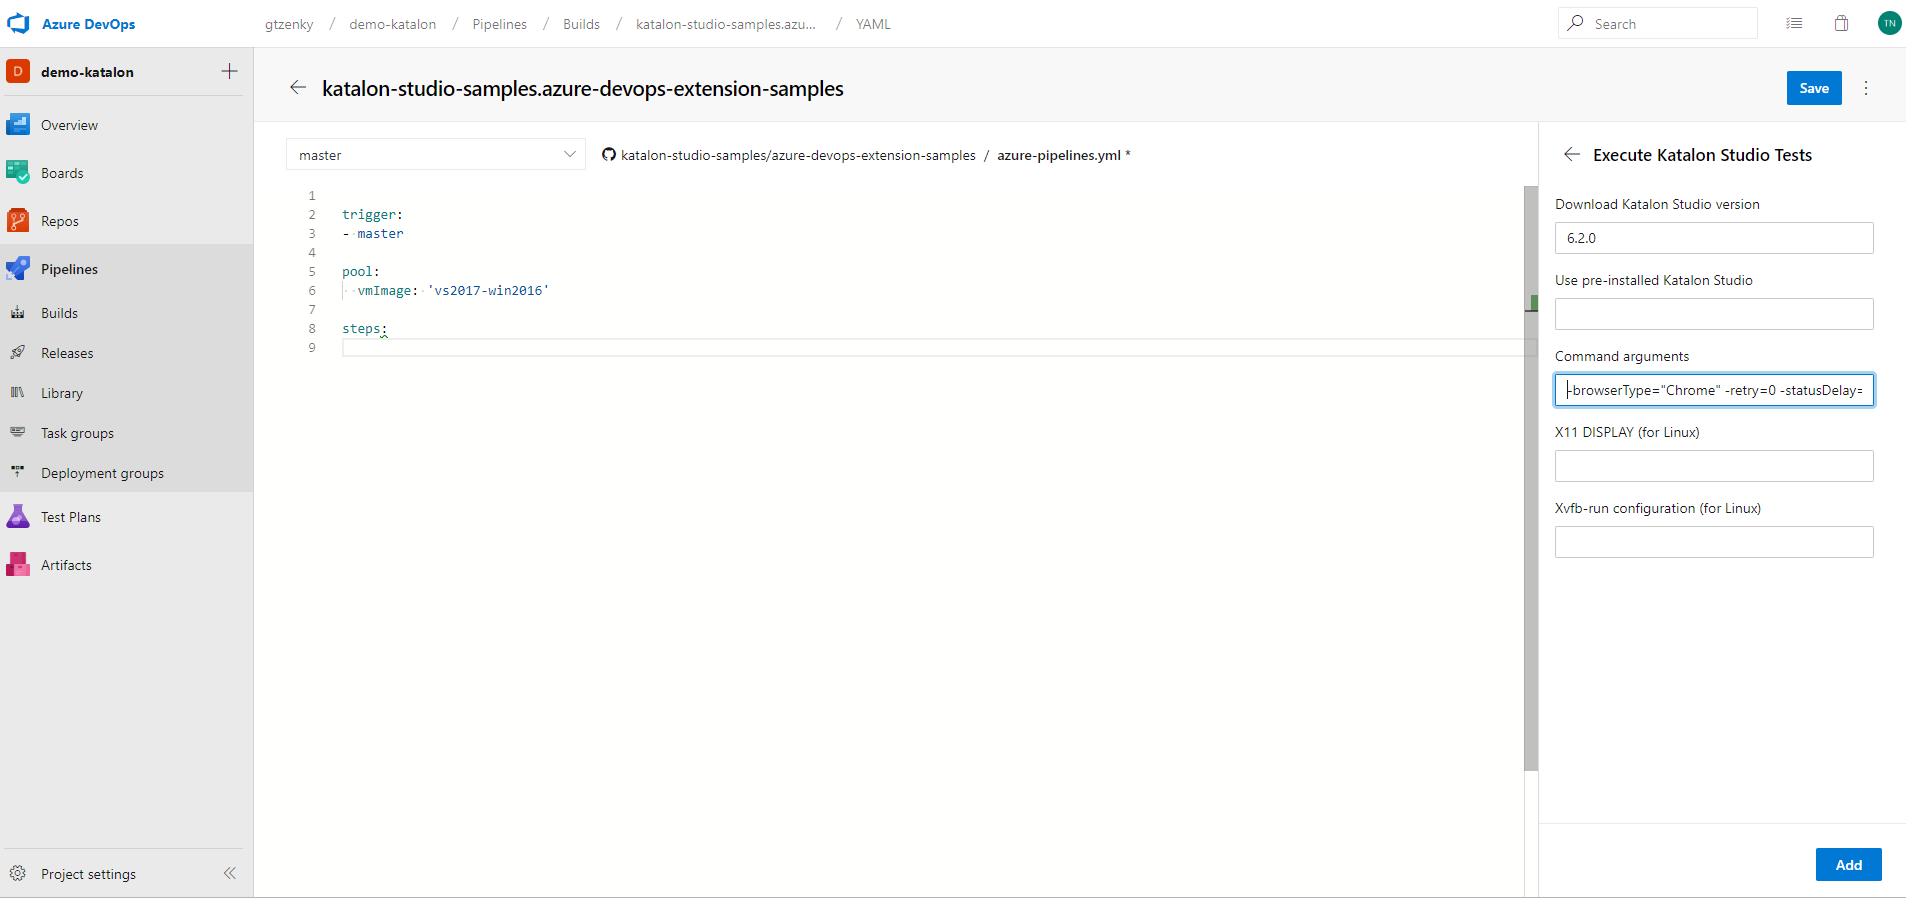 Azure DevOps
gtzenky / demo-katalon / Pipelines / Builds / katalon-studio-samples.azu... / YAML
Search
TN
D demo-katalon
Overview
Boards
Repos
Pipelines
Builds
Releases
Library
Task groups
Deployment groups
Test Plans
Artifacts
Project settings
katalon-studio-samples.azure-devops-extension-samples
Save
master
katalon-studio-samples/azure-devops-extension-samples / azure-pipelines.yml *
1
2 trigger:
3 - master
4
5 pool:
6 vmImage: 'vs2017-win2016'
7
8 steps:
9
Execute Katalon Studio Tests
Download Katalon Studio version
6.2.0
Use pre-installed Katalon Studio
Command arguments
-browserType="Chrome" -retry=0 -statusDelay=
X11 DISPLAY (for Linux)
Xvfb-run configuration (for Linux)
Add